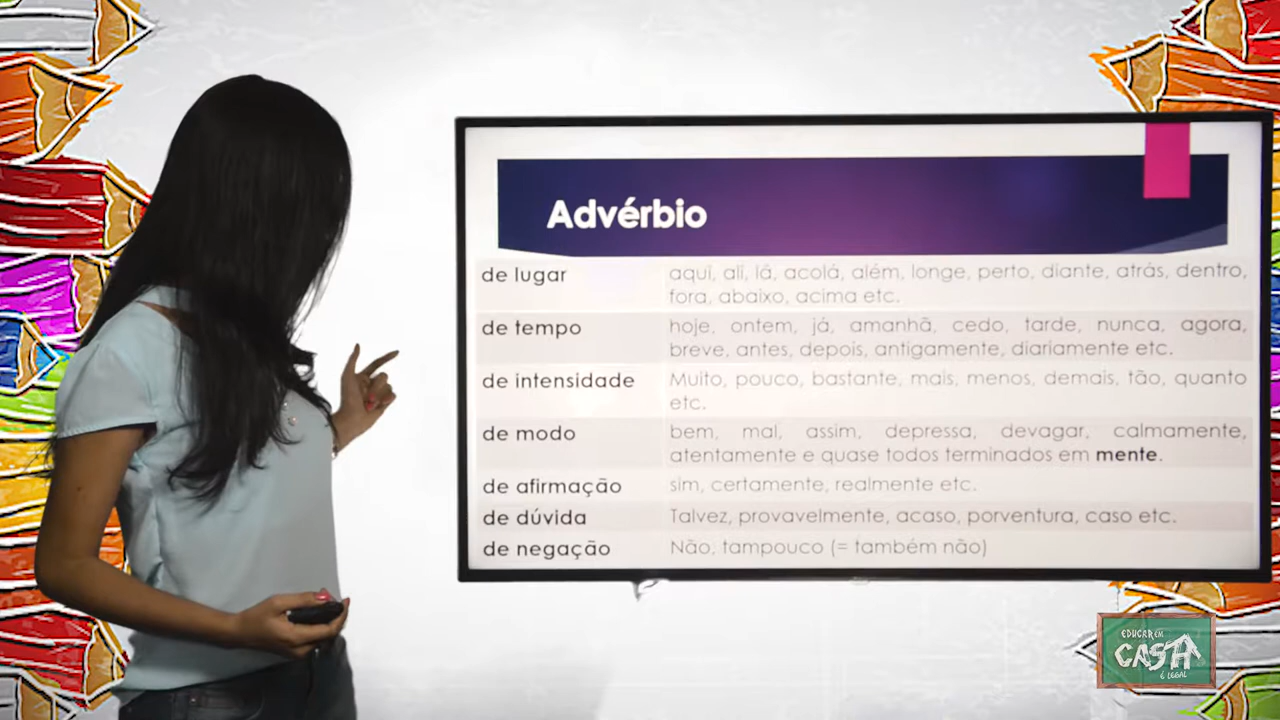 Advérbio
de lugar
aqui, ali, lá, acolá, além, longe, perto, diante, atrás, dentro,
fora, abaixo, acima etc.
de tempo
hoje, ontem, já, amanhã, cedo, tarde, nunca, agora,
breve, antes, depois, antigamente, diariamente etc.
de intensidade
Muito, pouco, bastante, mais, menos, demais, tão, quanto
etc.
de modo
bem, mal, assim, depressa, devagar, calmamente,
atentamente e quase todos terminados em mente.
de afirmação
sim, certamente, realmente etc.
de dúvida
Talvez, provavelmente, acaso, porventura, caso etc.
de negação
Não, tampouco (= também não)
EDUCAR EM
CASA
É LEGAL